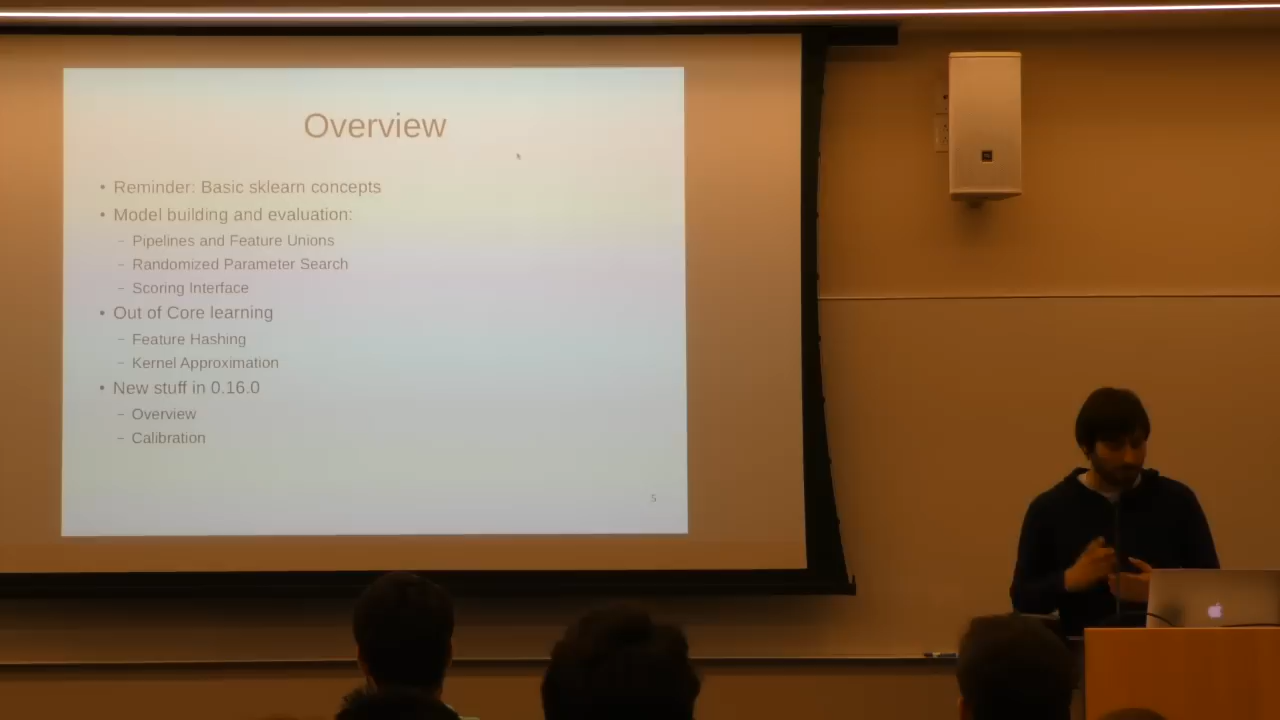 Overview
• Reminder: Basic sklearn concepts
• Model building and evaluation:
– Pipelines and Feature Unions
– Randomized Parameter Search
– Scoring Interface
• Out of Core learning
– Feature Hashing
– Kernel Approximation
• New stuff in 0.16.0
– Overview
– Calibration
5